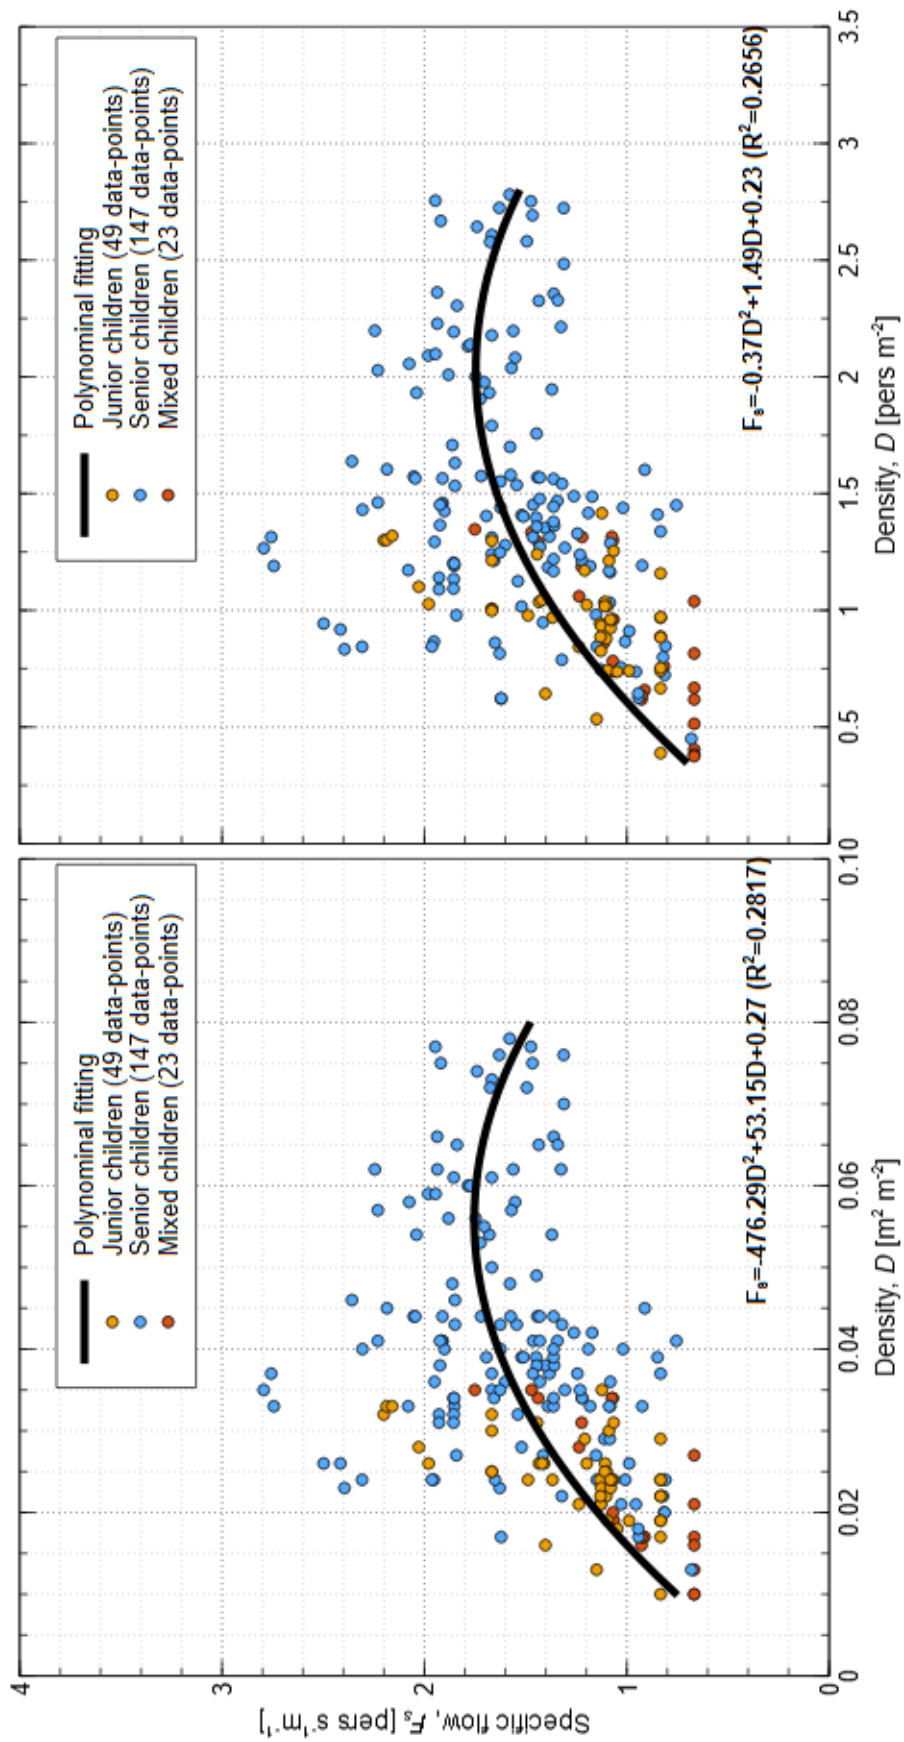 4
3
2
1
0
Specific flow, Fs [pers s-1m-1]
Polynominal fitting
Junior children (49 data-points)
Senior children (147 data-points)
Mixed children (23 data-points)
Fs=-476.29D²+53.15D+0.27 (R²=0.2817)
0.02
0.04
0.06
0.08
0.10
Density, D [m² m⁻²]
Polynominal fitting
Junior children (49 data-points)
Senior children (147 data-points)
Mixed children (23 data-points)
Fs=-0.37D²+1.49D+0.23 (R²=0.2656)
0
0.5
1
1.5
2
2.5
3
3.5
Density, D [pers m⁻²]